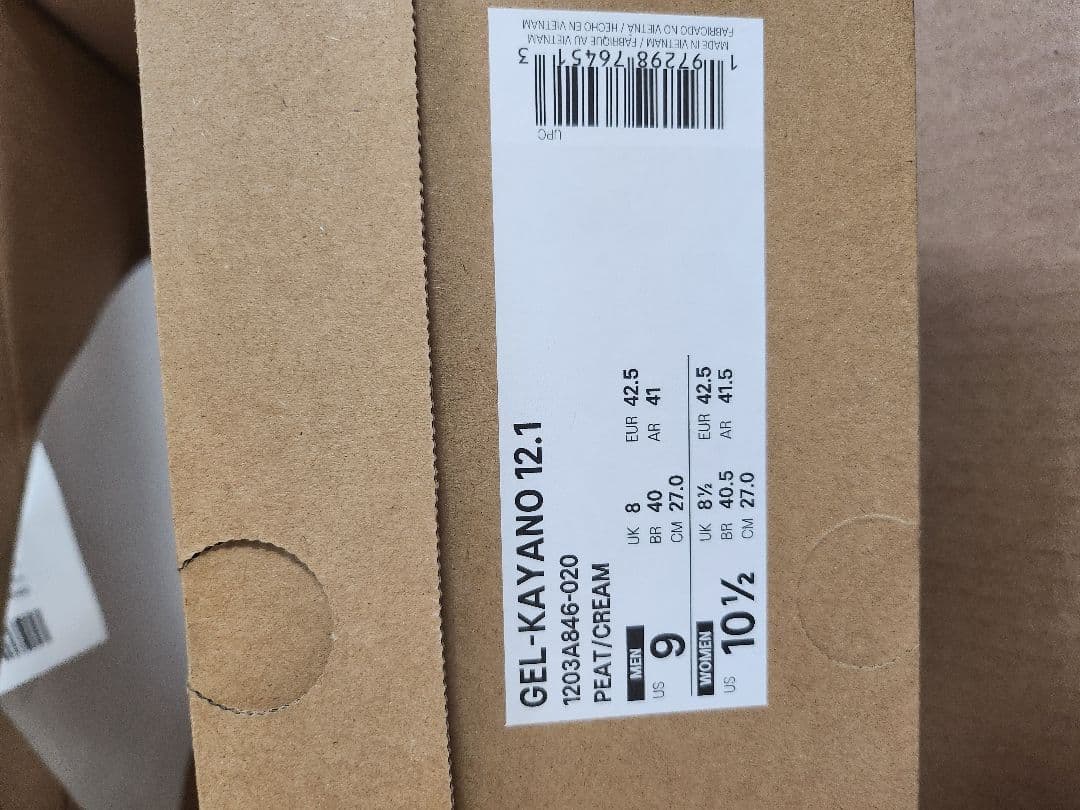 GEL-KAYANO 12.1
1203A846-020
PEAT/CREAM
MEN
US 9
UK 8 EUR 42.5
BR 40 AR 41
CM 27.0
WOMEN
US 10½
UK 8½ EUR 42.5
BR 40.5 AR 41.5
CM 27.0
UPC
1 97298 76451 3
MADE IN VIETNAM / FABRIQUÉ AU VIETNAM
FABRICADO NO VIETNA / HECHO EN VIETNAM